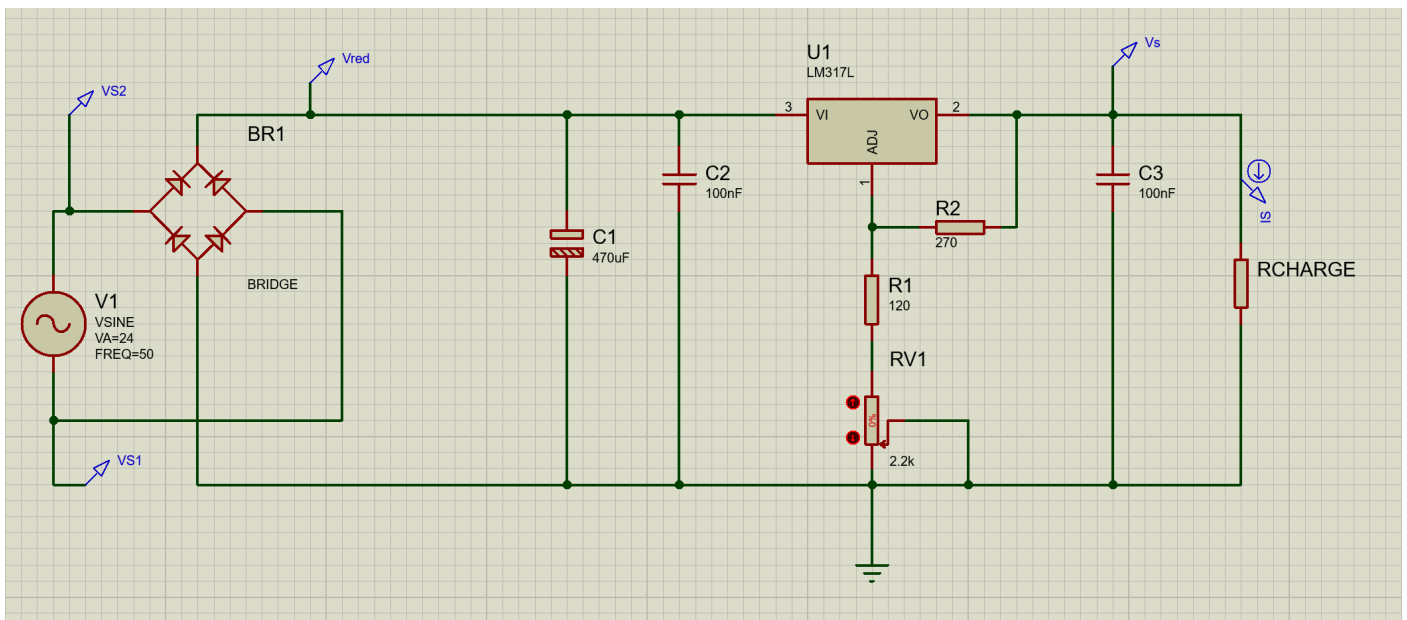 VS2
Vred
BR1
BRIDGE
V1
VSINE
VA=24
FREQ=50
VS1
C1
470uF
C2
100nF
U1
LM317L
3
VI
VO
2
ADJ
1
R2
270
R1
120
RV1
0%
2.2k
Vs
C3
100nF
IS
RCHARGE